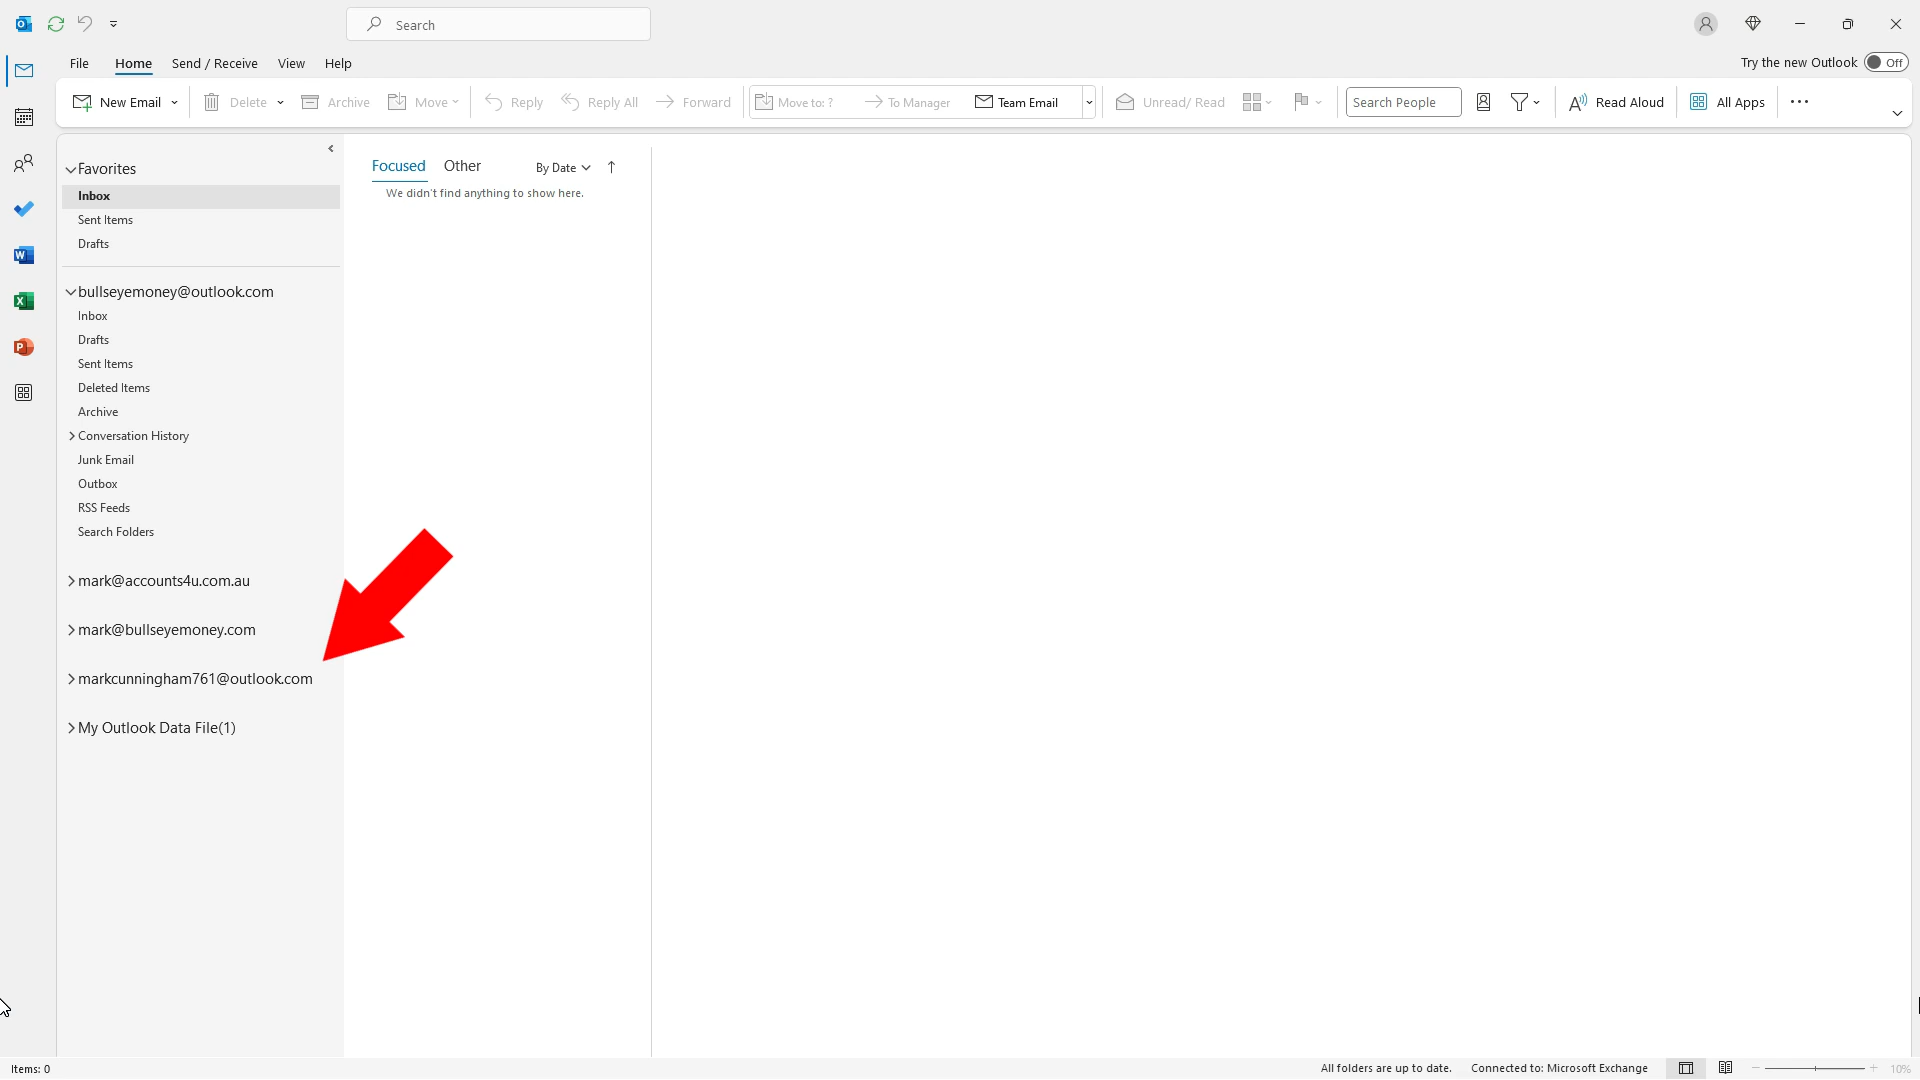 Search
File Home Send / Receive View Help
Try the new Outlook Off
New Email Delete Archive Move Reply Reply All Forward Move to: ? To Manager Team Email Unread/ Read Search People Read Aloud All Apps
Favorites
Inbox
Sent Items
Drafts
bullseyemoney@outlook.com
Inbox
Drafts
Sent Items
Deleted Items
Archive
Conversation History
Junk Email
Outbox
RSS Feeds
Search Folders
mark@accounts4u.com.au
mark@bullseyemoney.com
markcunningham761@outlook.com
My Outlook Data File(1)
Focused Other By Date
We didn't find anything to show here.
Items: 0 All folders are up to date. Connected to: Microsoft Exchange 10%